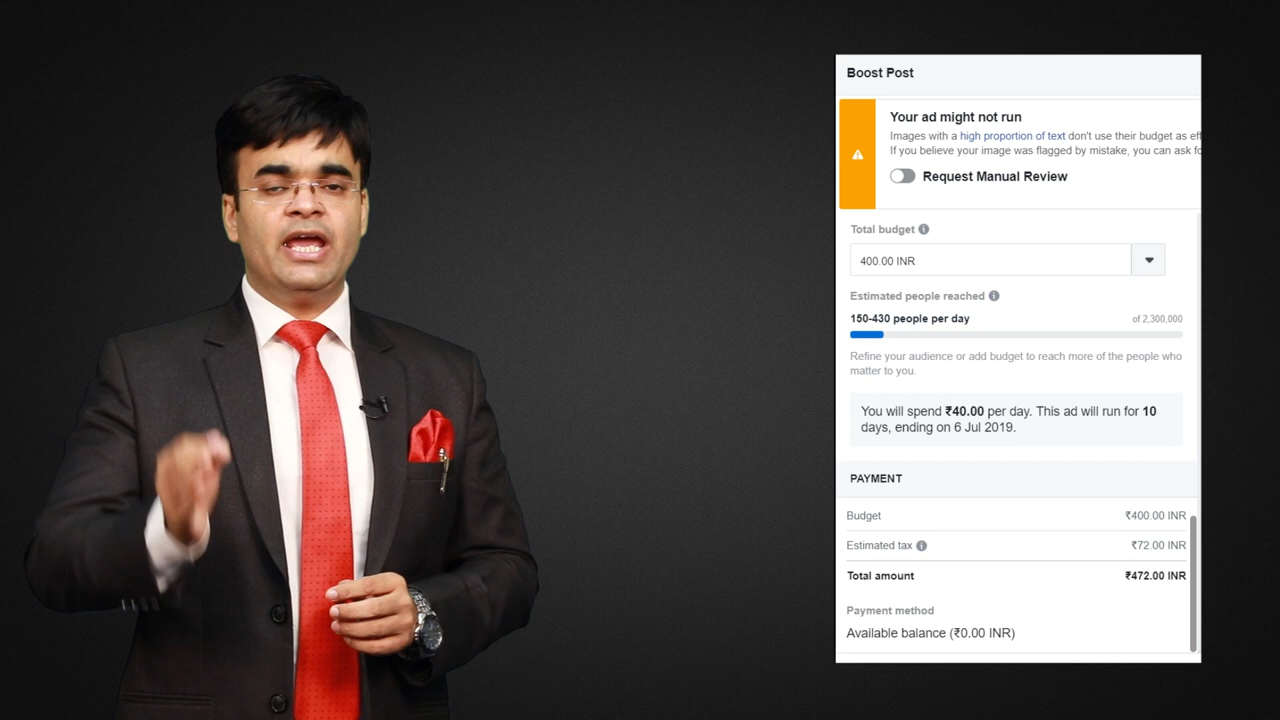 Boost Post
Your ad might not run
Images with a high proportion of text don't use their budget as
If you believe your image was flagged by mistake, you can ask
Request Manual Review
Total budget
400.00 INR
Estimated people reached
150-430 people per day
of 2,300,000
Refine your audience or add budget to reach more of the people who
matter to you.
You will spend ₹40.00 per day. This ad will run for 10
days, ending on 6 Jul 2019.
PAYMENT
Budget
₹400.00 INR
Estimated tax
₹72.00 INR
Total amount
₹472.00 INR
Payment method
Available balance (₹0.00 INR)